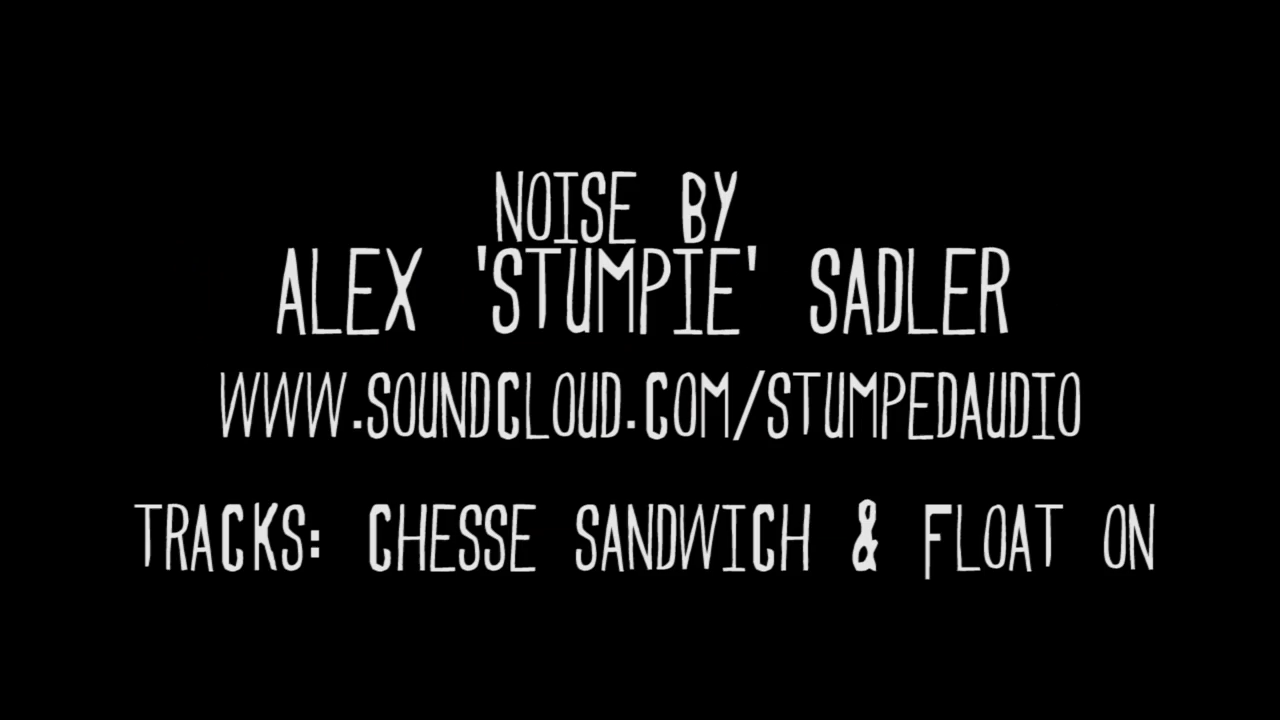 NOISE BY
ALEX 'STUMPIE' SADLER
WWW.SOUNDCLOUD.COM/STUMPEDAUDIO
TRACKS: CHESSE SANDWICH & FLOAT ON